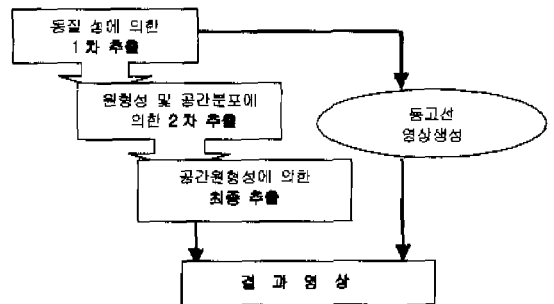 동질 성에 의한
1 차 추출
원형성 및 공간분포에
의한 2 차 추출
등고선
영상생성
공간원형성에 의한
최종 추출
결 과 영 상